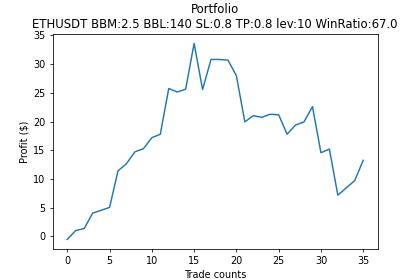 Portfolio
ETHUSDT BBM:2.5 BBL:140 SL:0.8 TP:0.8 lev:10 WinRatio:67.0
35
30
25
20
15
10
5
0
Profit ($)
0 5 10 15 20 25 30 35
Trade counts